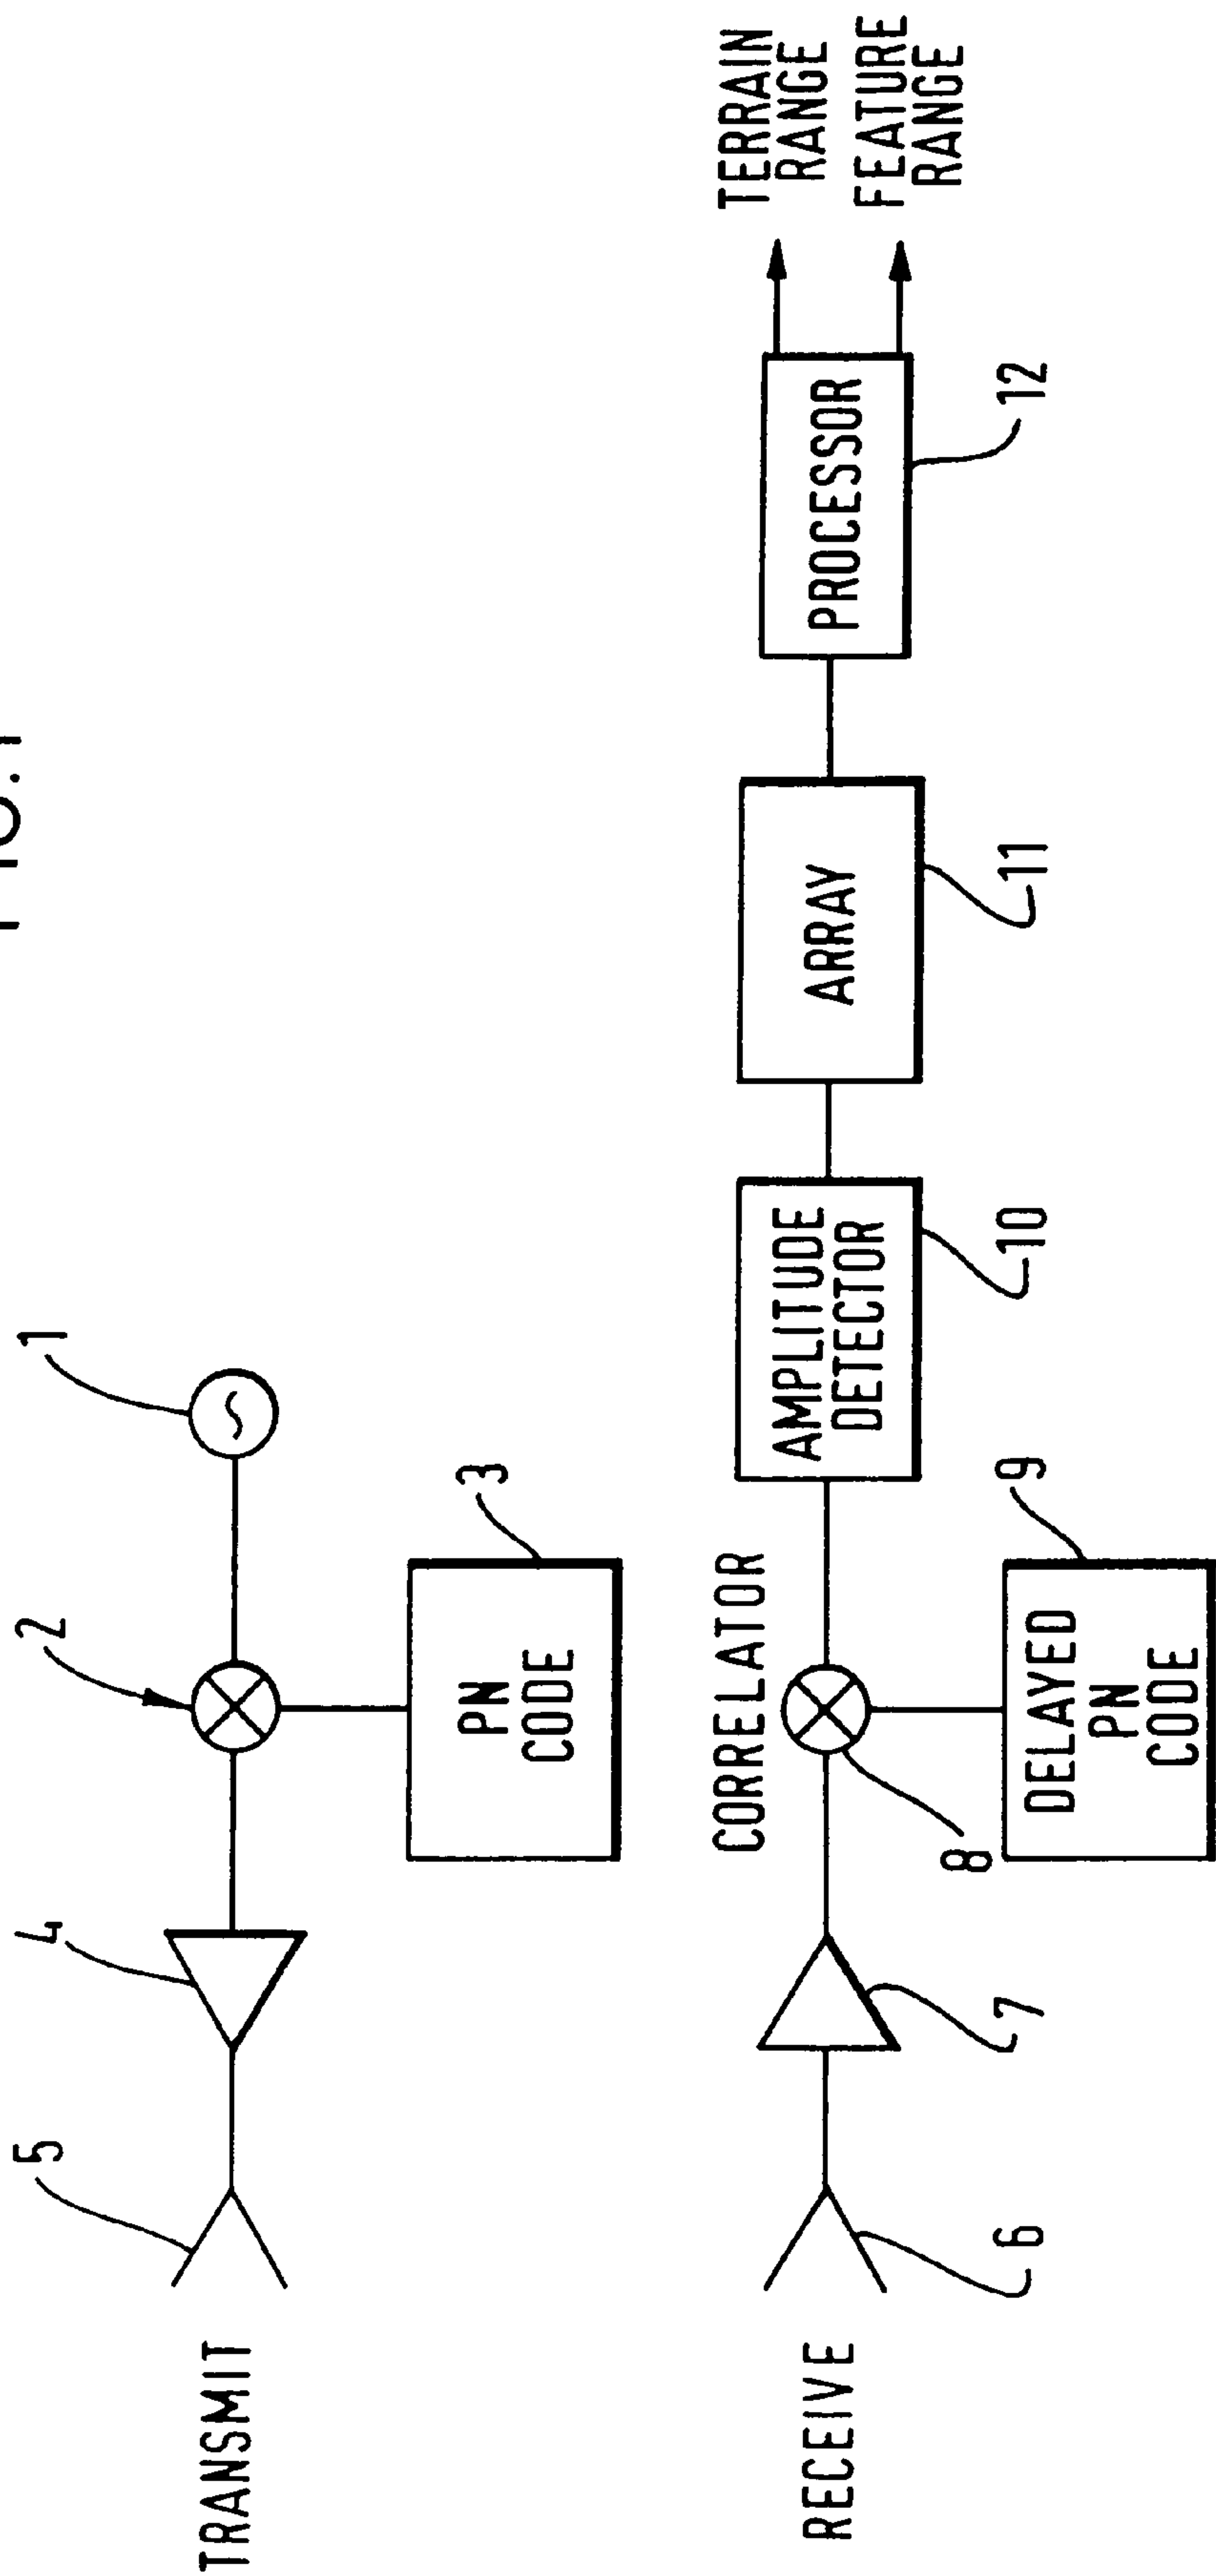 FIG. 1
1
2
3
4
5
PN
CODE
TRANSMIT
CORRELATOR
TERRAIN
RANGE
FEATURE
RANGE
AMPLITUDE
DETECTOR
ARRAY
PROCESSOR
RECEIVE
6
7
8
9
10
11
12
DELAYED
PN
CODE